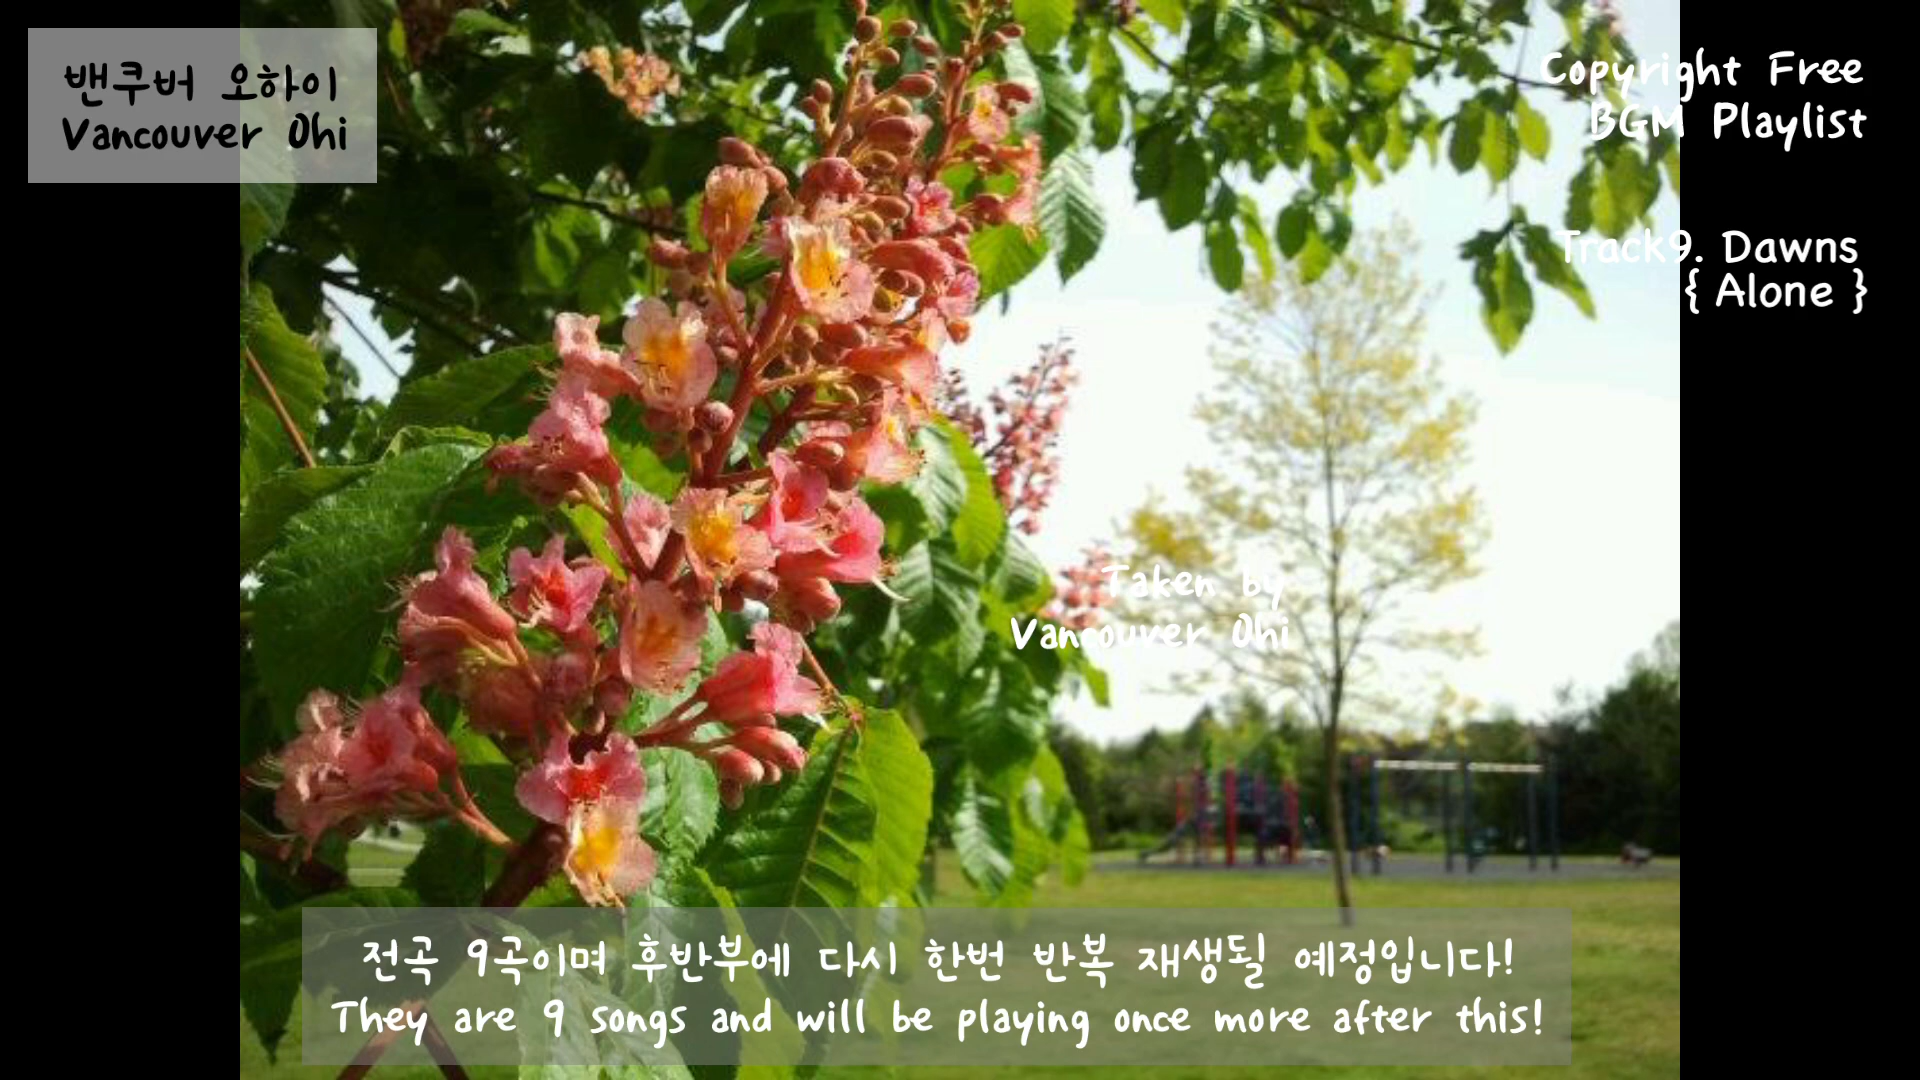 밴쿠버 오하이
Vancouver Ohi
Copyright Free
BGM Playlist
Track9. Dawns
{ Alone }
Taken by
Vancouver Ohi
전곡 9곡이며 후반부에 다시 한번 반복 재생될 예정입니다!
They are 9 songs and will be playing once more after this!